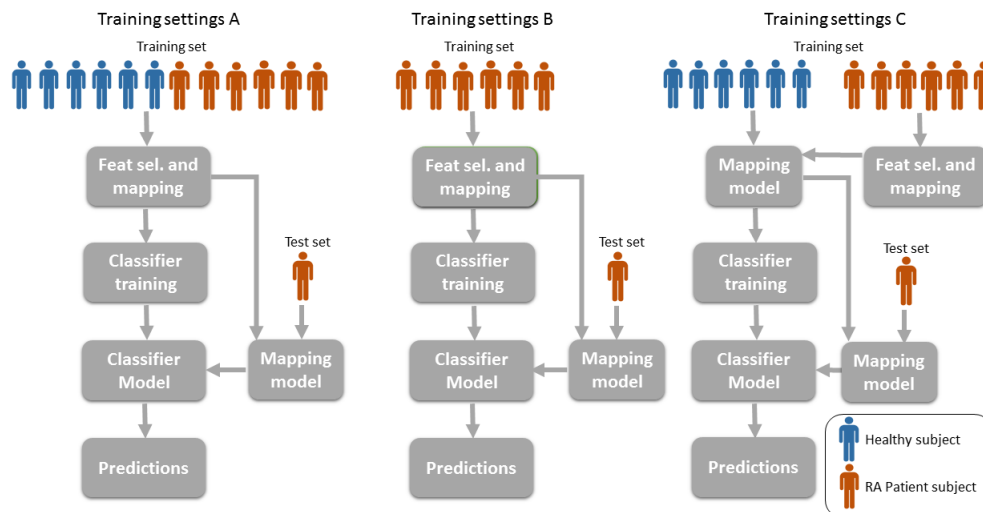 Training settings A
Training set
Feat sel. and
mapping
Classifier
training
Test set
Classifier
Model
Mapping
model
Predictions
Training settings B
Training set
Feat sel. and
mapping
Classifier
training
Test set
Classifier
Model
Mapping
model
Predictions
Training settings C
Training set
Mapping
model
Feat sel. and
mapping
Classifier
training
Test set
Classifier
Model
Mapping
model
Predictions
Healthy subject
RA Patient subject